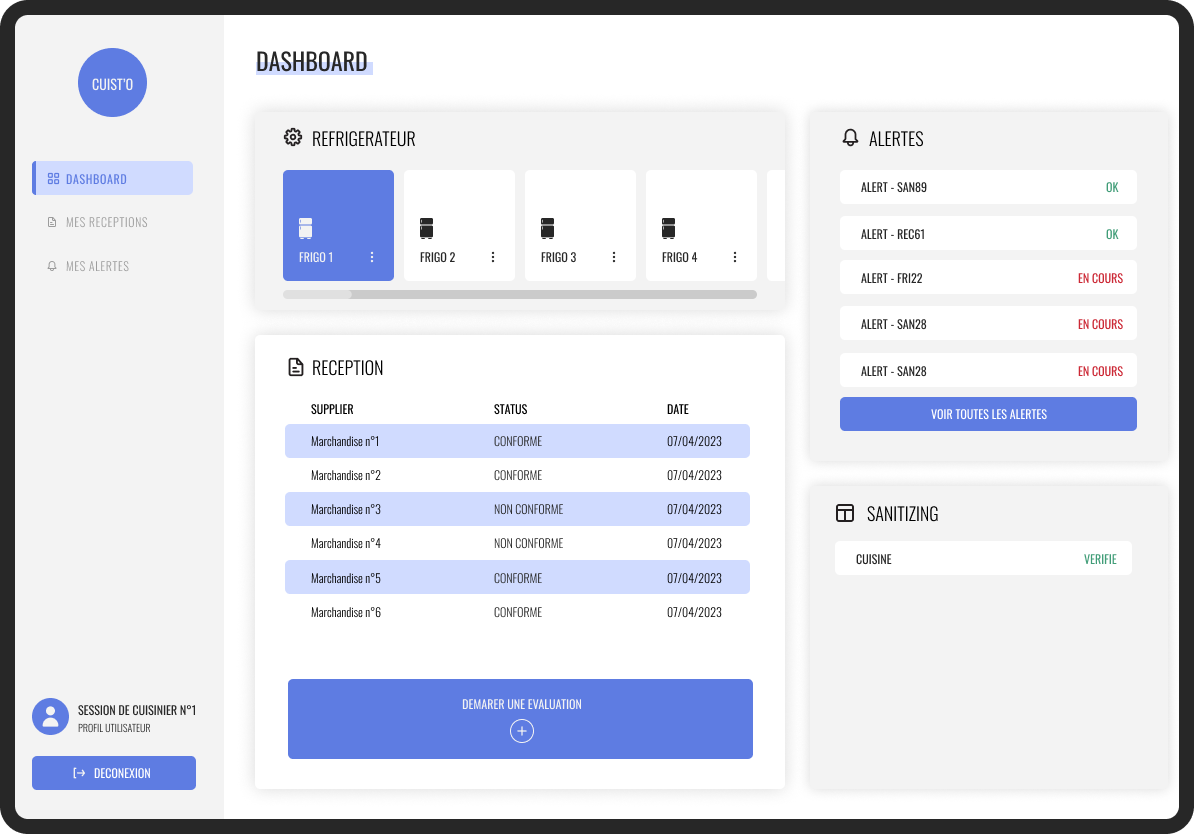 CUIST'O
DASHBOARD
MES RECEPTIONS
MES ALERTES
SESSION DE CUISINIER N°1
PROFIL UTILISATEUR
DECONEXION
DASHBOARD
REFRIGERATEUR
FRIGO 1
FRIGO 2
FRIGO 3
FRIGO 4
RECEPTION
SUPPLIER STATUS DATE
Marchandise n°1 CONFORME 07/04/2023
Marchandise n°2 CONFORME 07/04/2023
Marchandise n°3 NON CONFORME 07/04/2023
Marchandise n°4 NON CONFORME 07/04/2023
Marchandise n°5 CONFORME 07/04/2023
Marchandise n°6 CONFORME 07/04/2023
DEMARER UNE EVALUATION
ALERTES
ALERT - SAN89 OK
ALERT - REC61 OK
ALERT - FRI22 EN COURS
ALERT - SAN28 EN COURS
ALERT - SAN28 EN COURS
VOIR TOUTES LES ALERTES
SANITIZING
CUISINE VERIFIE